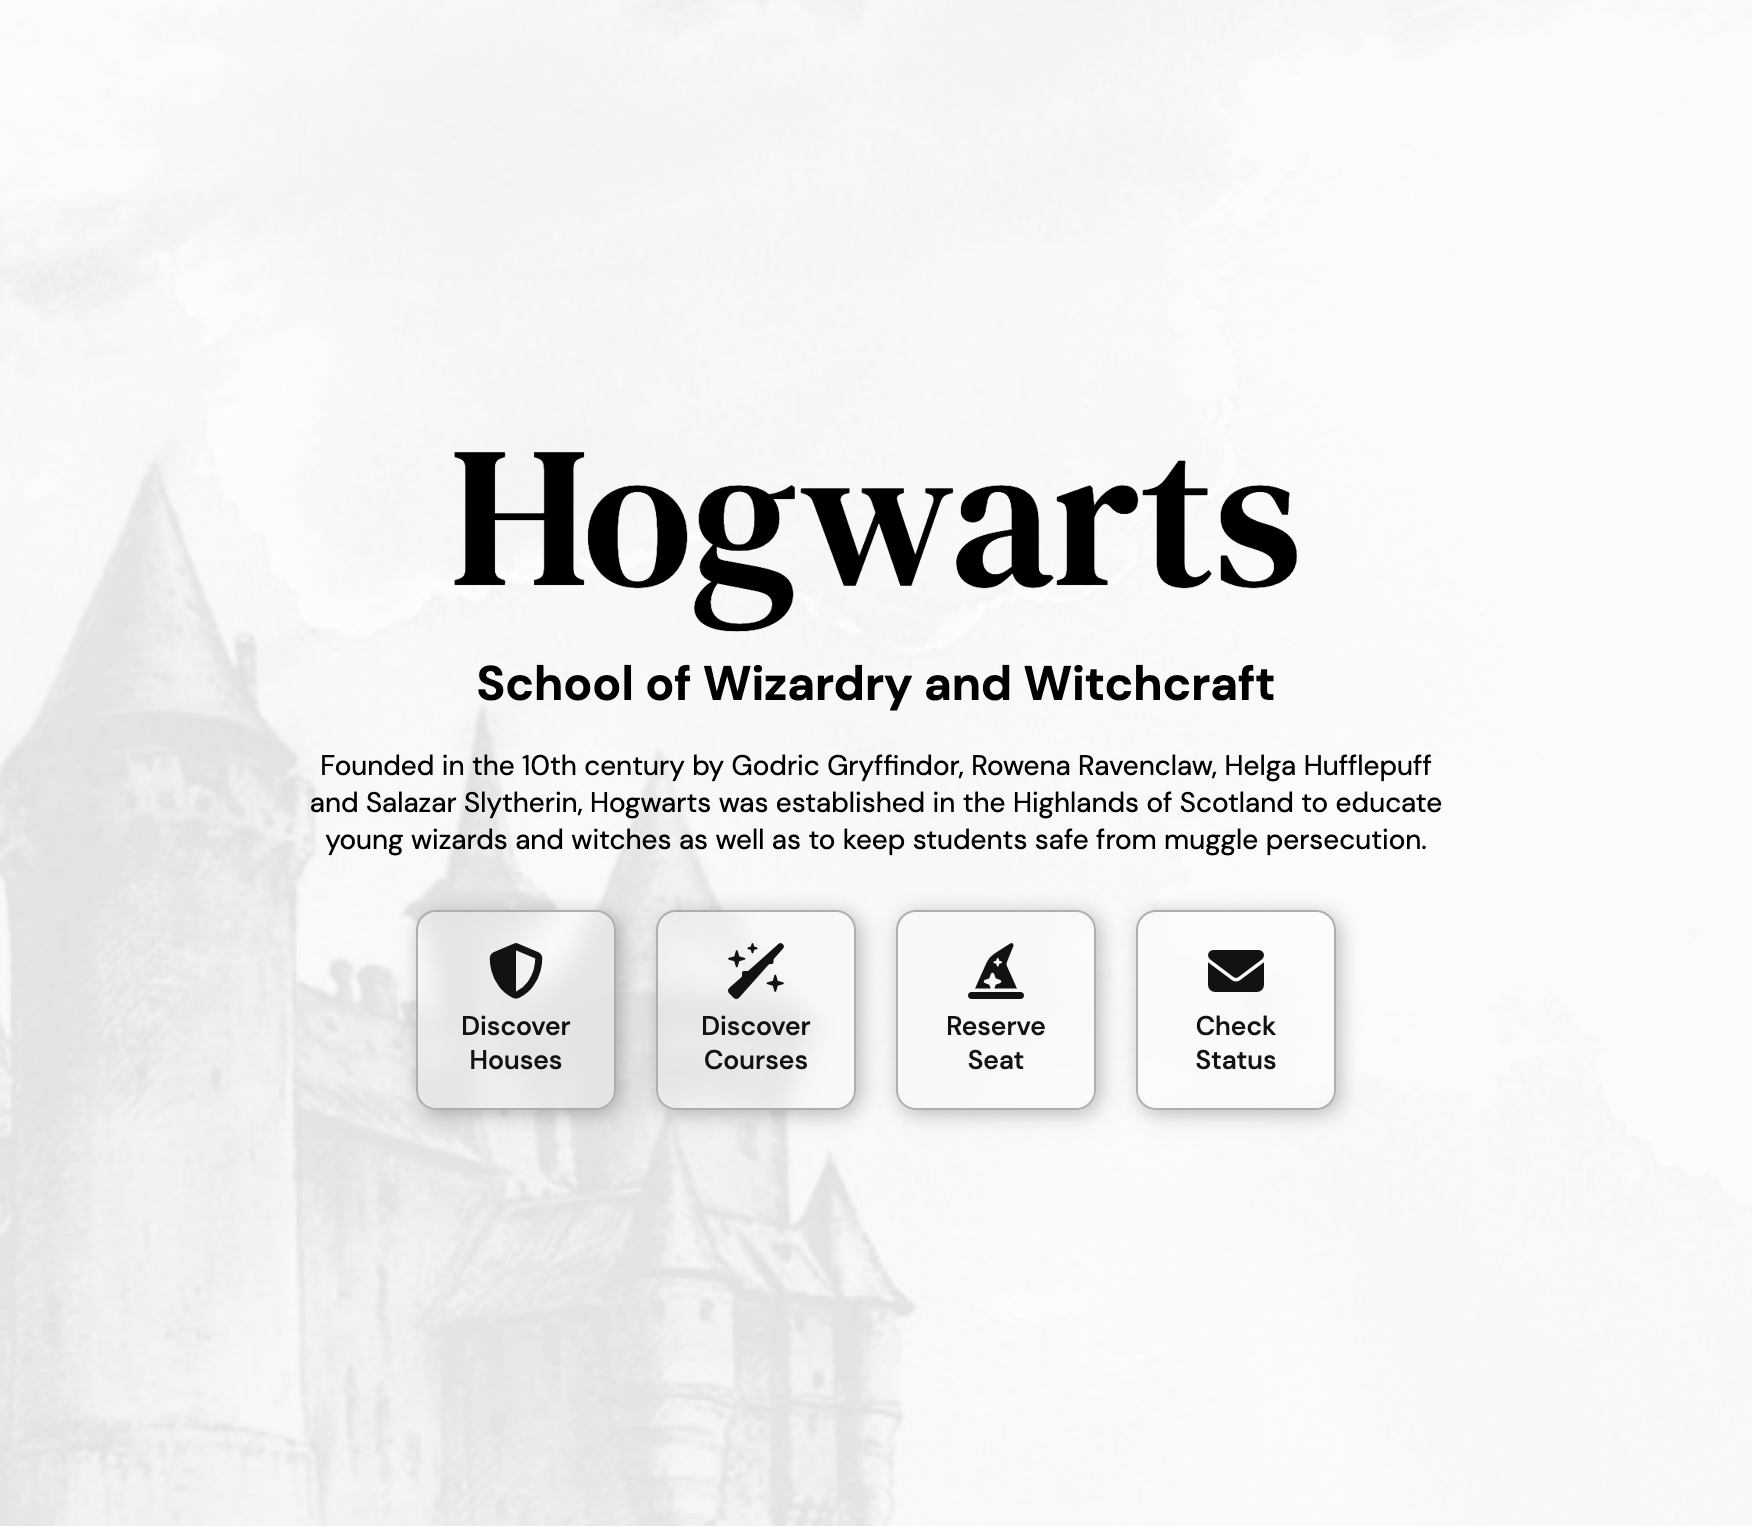 Hogwarts
School of Wizardry and Witchcraft
Founded in the 10th century by Godric Gryffindor, Rowena Ravenclaw, Helga Hufflepuff
and Salazar Slytherin, Hogwarts was established in the Highlands of Scotland to educate
young wizards and witches as well as to keep students safe from muggle persecution.
Discover
Houses
Discover
Courses
Reserve
Seat
Check
Status